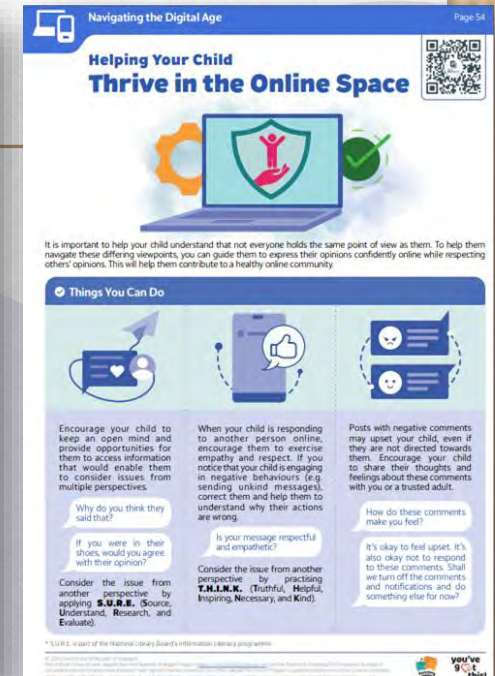 Navigating the Digital Age
Page 54
Helping Your Child
Thrive in the Online Space
It is important to help your child understand that not everyone holds the same point of view as them. To help them
navigate these differing viewpoints, you can guide them to express their opinions confidently online while respecting
others' opinions. This will help them contribute to a healthy online community.
Things You Can Do
Encourage your child to
keep an open mind and
provide opportunities for
them to access information
that would enable them
to consider issues from
multiple perspectives.
Why do you think they
said that?
If you were in their
shoes, would you agree
with their opinion?
Consider the issue from
another perspective by
applying S.U.R.E. (Source,
Understand, Research, and
Evaluate).
When your child is responding
to another person online,
encourage them to exercise
empathy and respect. If you
notice that your child is engaging
in negative behaviours (e.g.
sending unkind messages),
correct them and help them to
understand why their actions
are wrong.
Is your message respectful
and empathetic?
Consider the issue from another
perspective by practising
T.H.I.N.K. (Truthful, Helpful,
Inspiring, Necessary, and Kind).
Posts with negative comments
may upset your child, even if
they are not directed towards
them. Encourage your child
to share their thoughts and
feelings about these comments
with you or a trusted adult.
How do these comments
make you feel?
It's okay to feel upset. It's
also okay not to respond
to these comments. Shall
we turn off the comments
and notifications and do
something else for now?
* S.U.R.E. is part of the National Library Board's information literacy programme
you've
got
this!